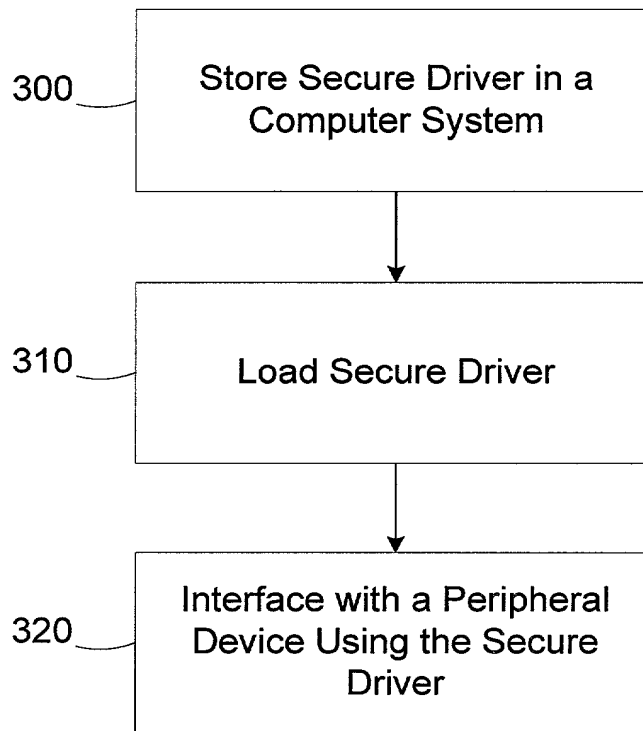 300
Store Secure Driver in a
Computer System
310
Load Secure Driver
320
Interface with a Peripheral
Device Using the Secure
Driver